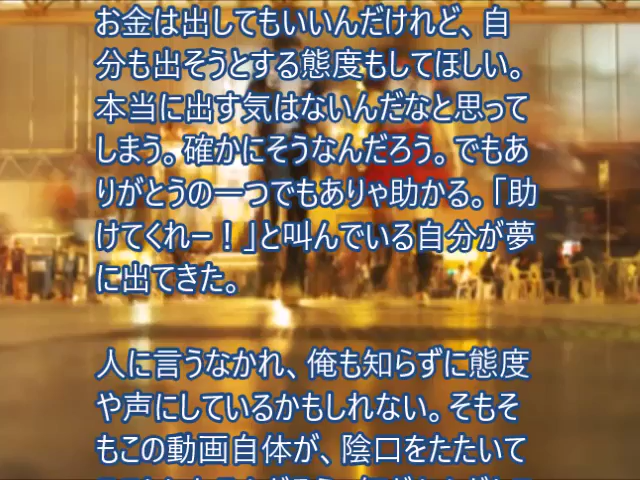 お金は出してもいいんだけれど、自
分も出そうとする態度もしてほしい。
本当に出す気はないんだなと思って
しまう。確かにそうなんだろう。でもあ
りがとうの一つでもありゃ助かる。「助
けてくれー！」と叫んでいる自分が夢
に出てきた。
人に言うなかれ、俺も知らずに態度
や声にしているかもしれない。そもそ
もこの動画自体が、陰口をたたいて